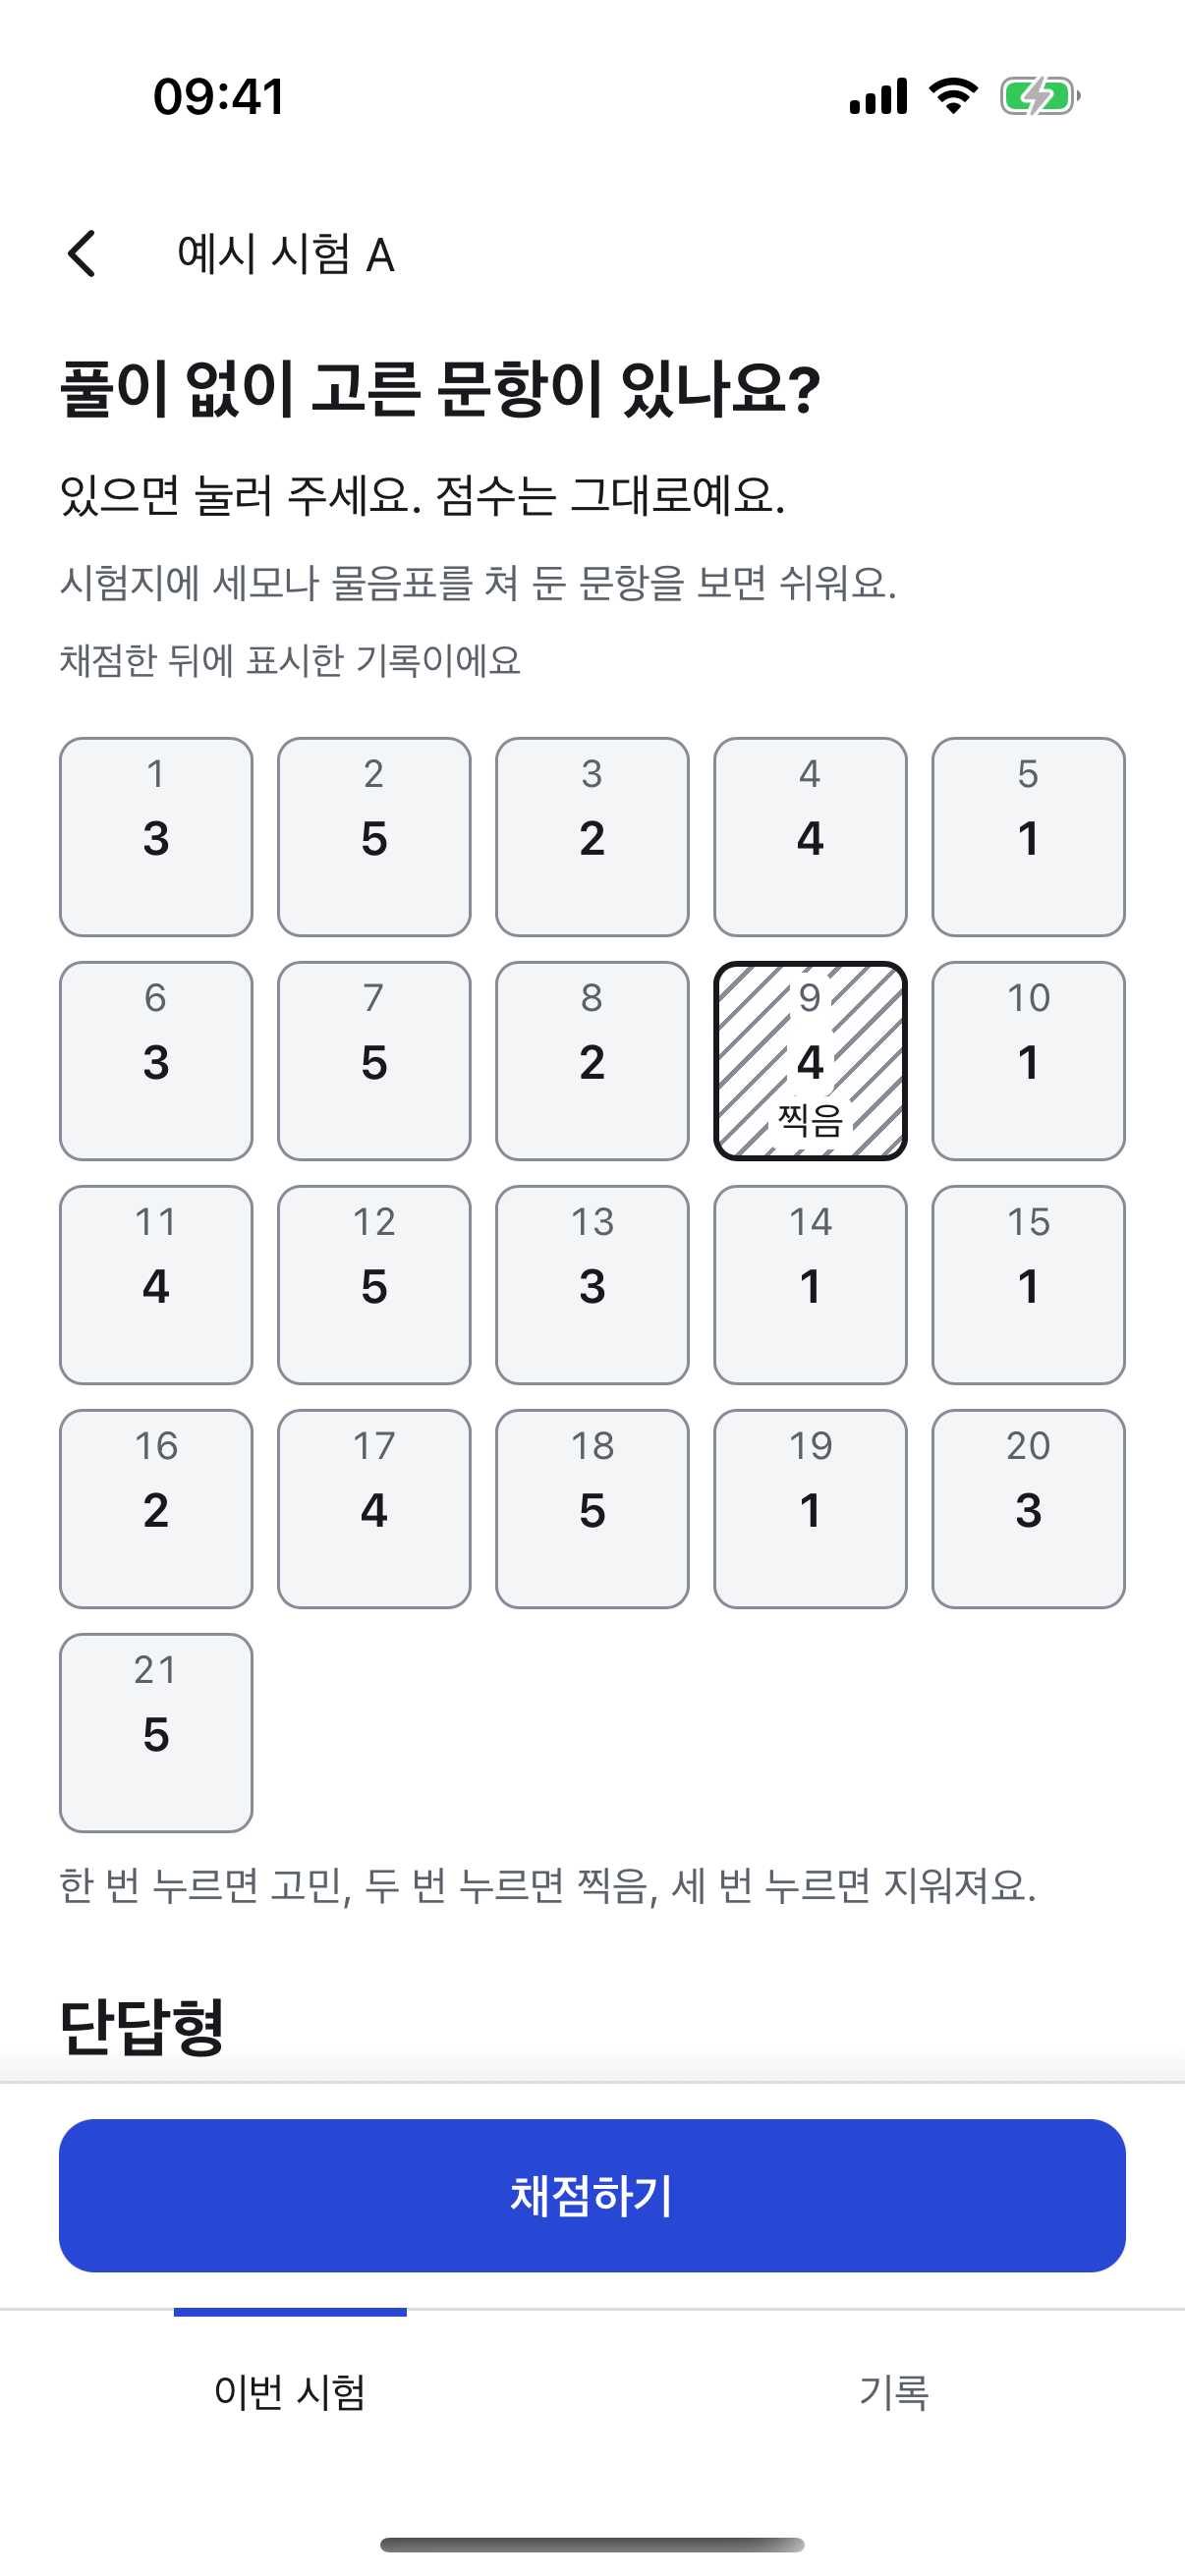 09:41
예시 시험 A
풀이 없이 고른 문항이 있나요?
있으면 눌러 주세요. 점수는 그대로예요.
시험지에 세모나 물음표를 쳐 둔 문항을 보면 쉬워요.
채점한 뒤에 표시한 기록이에요
1 2 3 4 5
3 5 2 4 1
6 7 8 9 10
3 5 2 4 1
찍음
11 12 13 14 15
4 5 3 1 1
16 17 18 19 20
2 4 5 1 3
21
5
한 번 누르면 고민, 두 번 누르면 찍음, 세 번 누르면 지워져요.
단답형
채점하기
이번 시험 기록